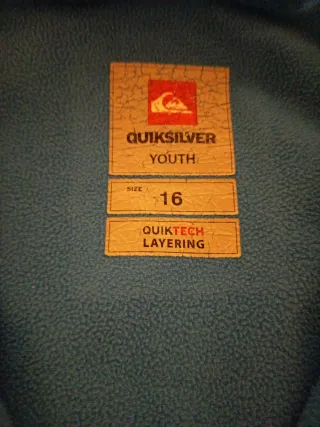 QUIKSILVER
YOUTH
SIZE 16
QUIKTECH
LAYERING